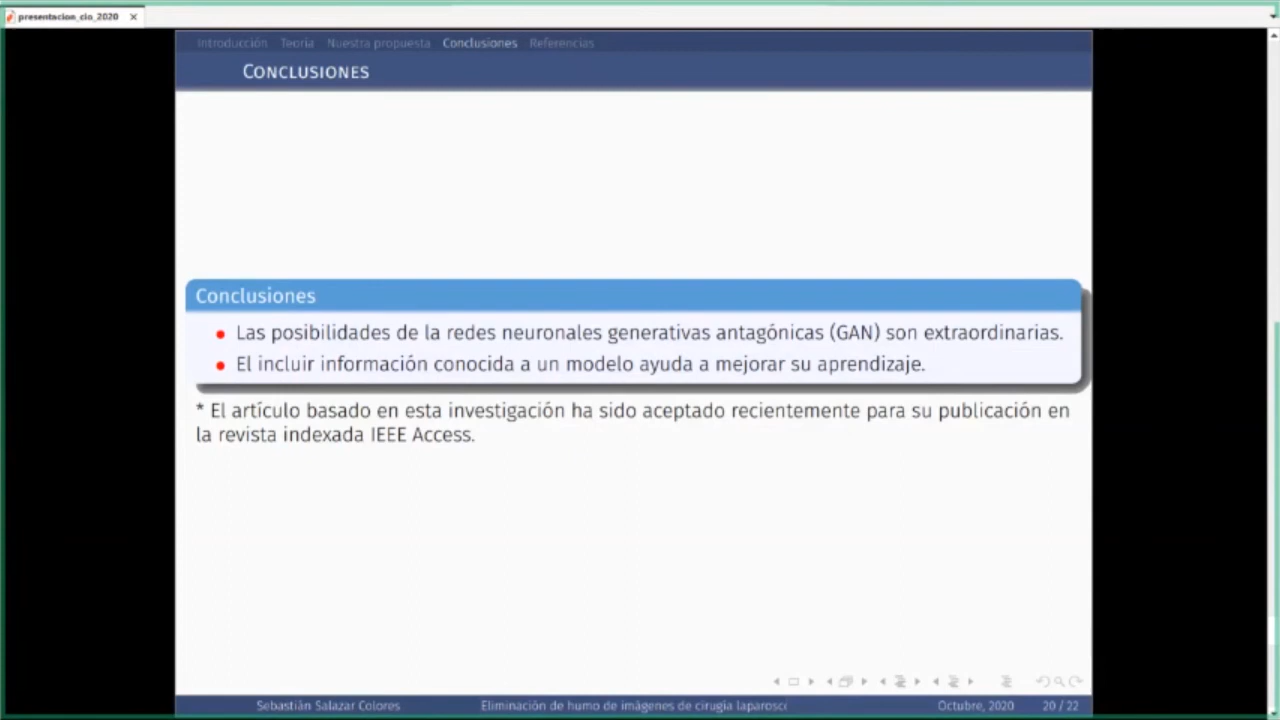 presentacion_cio_2020
Introducción Teoría Nuestra propuesta Conclusiones Referencias
CONCLUSIONES
Conclusiones
Las posibilidades de la redes neuronales generativas antagónicas (GAN) son extraordinarias.
El incluir información conocida a un modelo ayuda a mejorar su aprendizaje.
* El artículo basado en esta investigación ha sido aceptado recientemente para su publicación en
la revista indexada IEEE Access.
Sebastián Salazar Colores Eliminación de humo de imágenes de cirugía laparosco Octubre, 2020 20 / 22